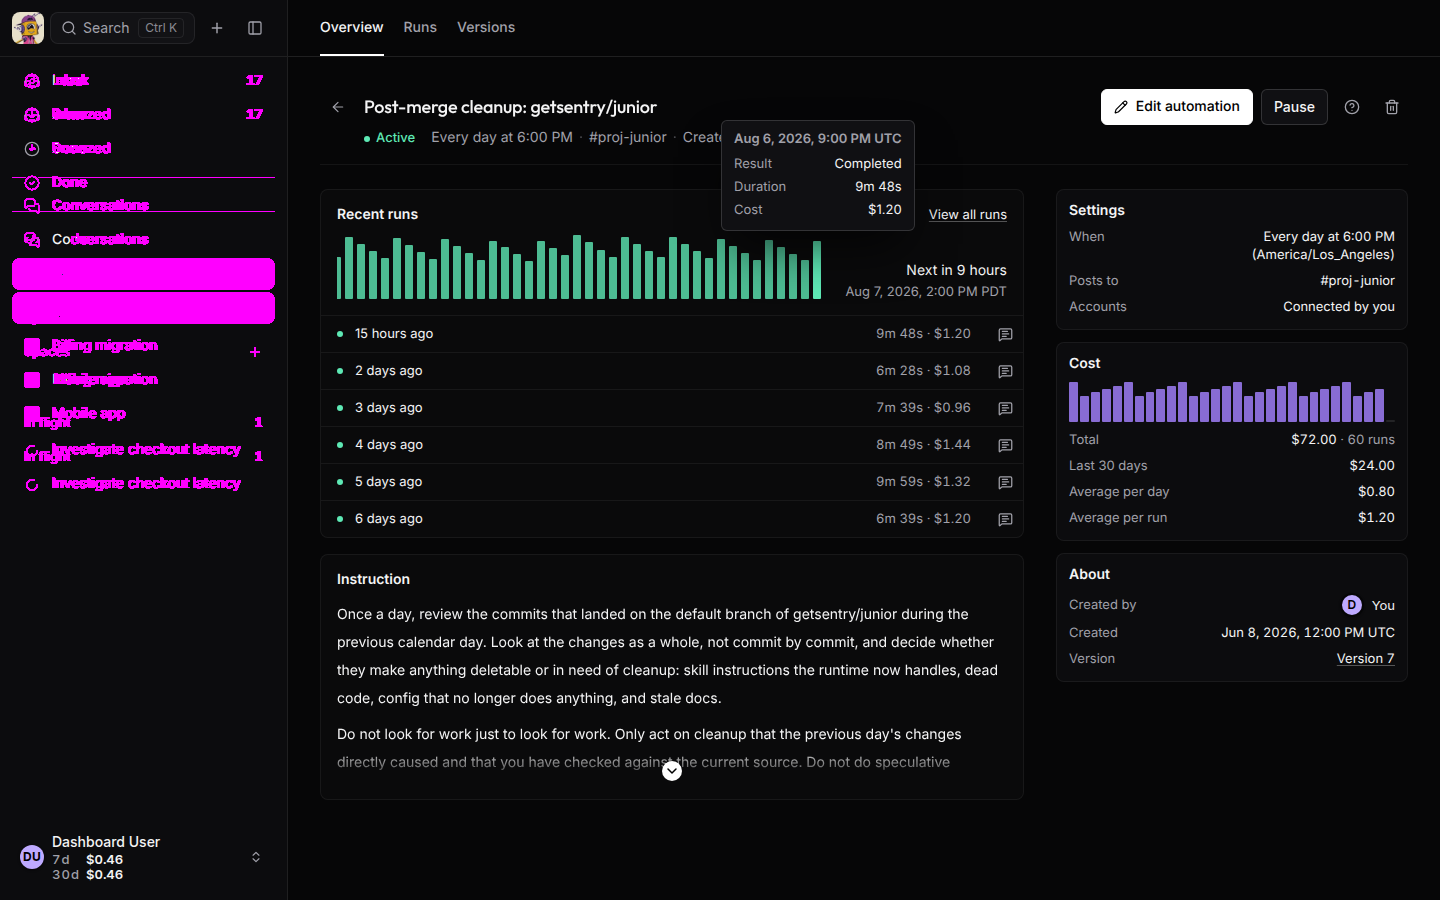 Search Ctrl K
17
17
Done
Conversations
Billing migration
Mobile app
In flight 1
Investigate checkout latency
In flight 1
Investigate checkout latency
Dashboard User
7d $0.46
30d $0.46
DU
Overview Runs Versions
Post-merge cleanup: getsentry/junior
Edit automation Pause
Active Every day at 6:00 PM · #proj-junior ·
Aug 6, 2026, 9:00 PM UTC
Result Completed
Duration 9m 48s
Cost $1.20
Recent runs View all runs
Next in 9 hours
Aug 7, 2026, 2:00 PM PDT
15 hours ago 9m 48s · $1.20
2 days ago 6m 28s · $1.08
3 days ago 7m 39s · $0.96
4 days ago 8m 49s · $1.44
5 days ago 9m 59s · $1.32
6 days ago 6m 39s · $1.20
Instruction
Once a day, review the commits that landed on the default branch of getsentry/junior during the
previous calendar day. Look at the changes as a whole, not commit by commit, and decide whether
they make anything deletable or in need of cleanup: skill instructions the runtime now handles, dead
code, config that no longer does anything, and stale docs.
Do not look for work just to look for work. Only act on cleanup that the previous day's changes
directly caused and that you have checked against the current source. Do not do speculative
Settings
When Every day at 6:00 PM
(America/Los_Angeles)
Posts to #proj-junior
Accounts Connected by you
Cost
Total $72.00 · 60 runs
Last 30 days $24.00
Average per day $0.80
Average per run $1.20
About
Created by D You
Created Jun 8, 2026, 12:00 PM UTC
Version Version 7